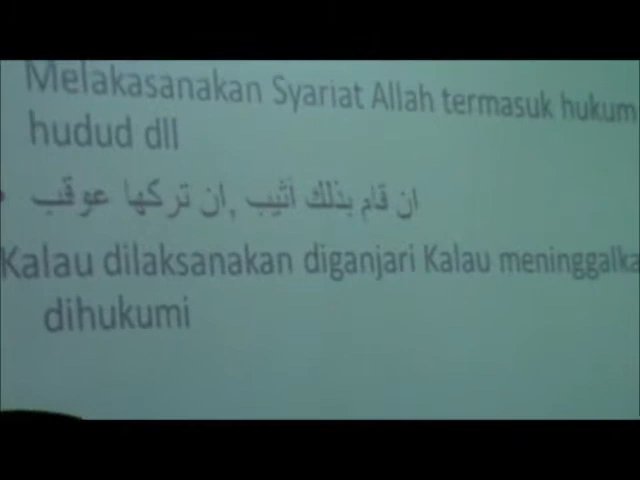 Melakasanakan Syariat Allah termasuk hukum
hudud dll
ان قام بذلك أثيب ,ان تركها عوقب
Kalau dilaksanakan diganjari Kalau meninggalka
dihukumi